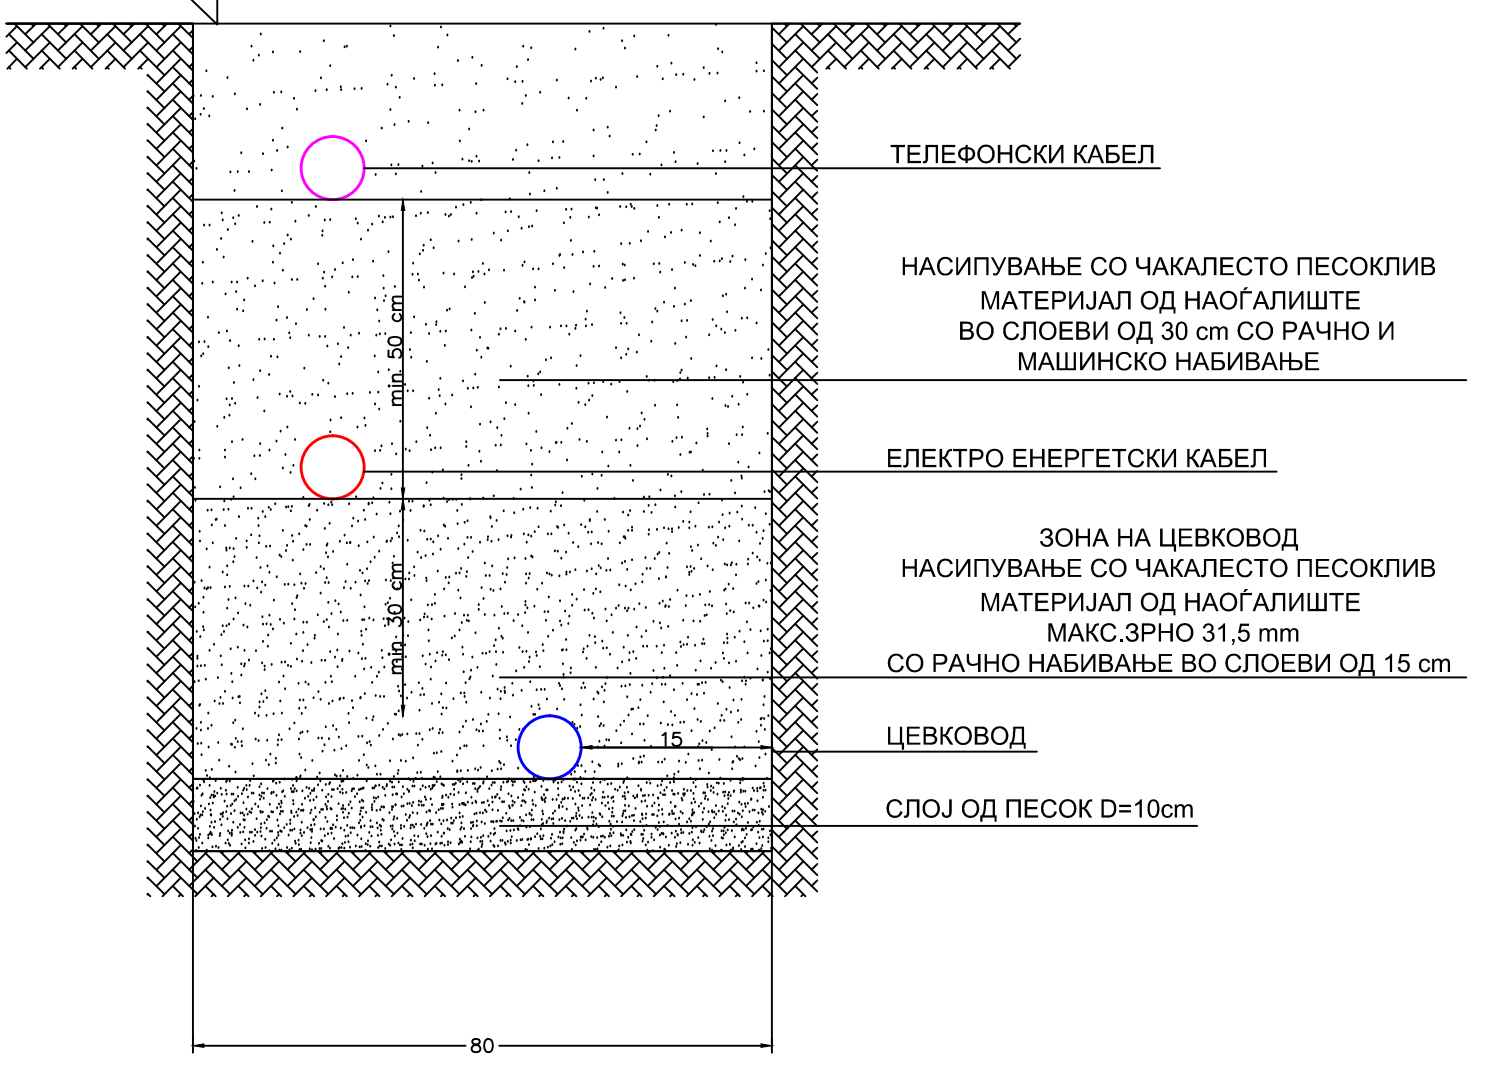 ТЕЛЕФОНСКИ КАБЕЛ
НАСИПУВАЊЕ СО ЧАКАЛЕСТО ПЕСОКЛИВ
МАТЕРИЈАЛ ОД НАОЃАЛИШТЕ
ВО СЛОЕВИ ОД 30 cm СО РАЧНО И
МАШИНСКО НАБИВАЊЕ
min 50 cm
ЕЛЕКТРО ЕНЕРГЕТСКИ КАБЕЛ
ЗОНА НА ЦЕВКОВОД
НАСИПУВАЊЕ СО ЧАКАЛЕСТО ПЕСОКЛИВ
МАТЕРИЈАЛ ОД НАОЃАЛИШТЕ
МАКС.ЗРНО 31,5 mm
СО РАЧНО НАБИВАЊЕ ВО СЛОЕВИ ОД 15 cm
min 30 cm
15
ЦЕВКОВОД
СЛОЈ ОД ПЕСОК D=10cm
80